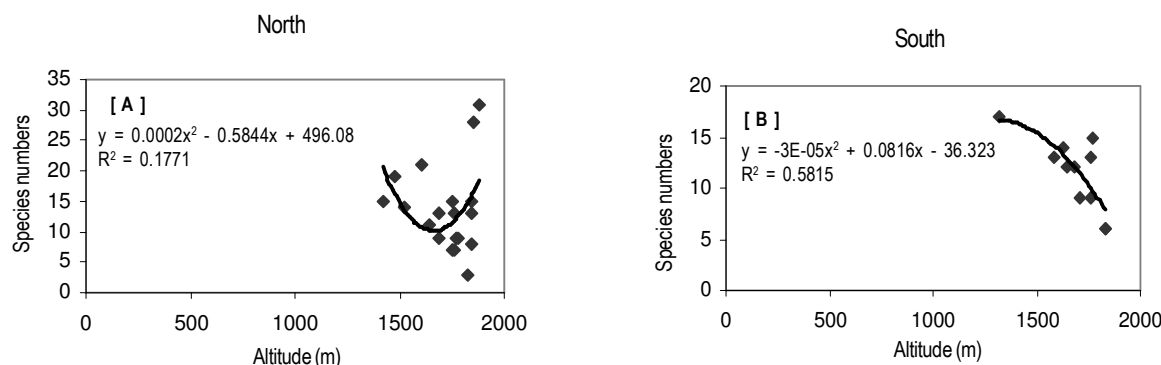 North
35
30
25
20
15
10
5
0
Species numbers
[ A ]
y = 0.0002x² - 0.5844x + 496.08
R² = 0.1771
0 500 1000 1500 2000
Altitude (m)
South
20
15
10
5
0
Species numbers
[ B ]
y = -3E-05x² + 0.0816x - 36.323
R² = 0.5815
0 500 1000 1500 2000
Altitude (m)